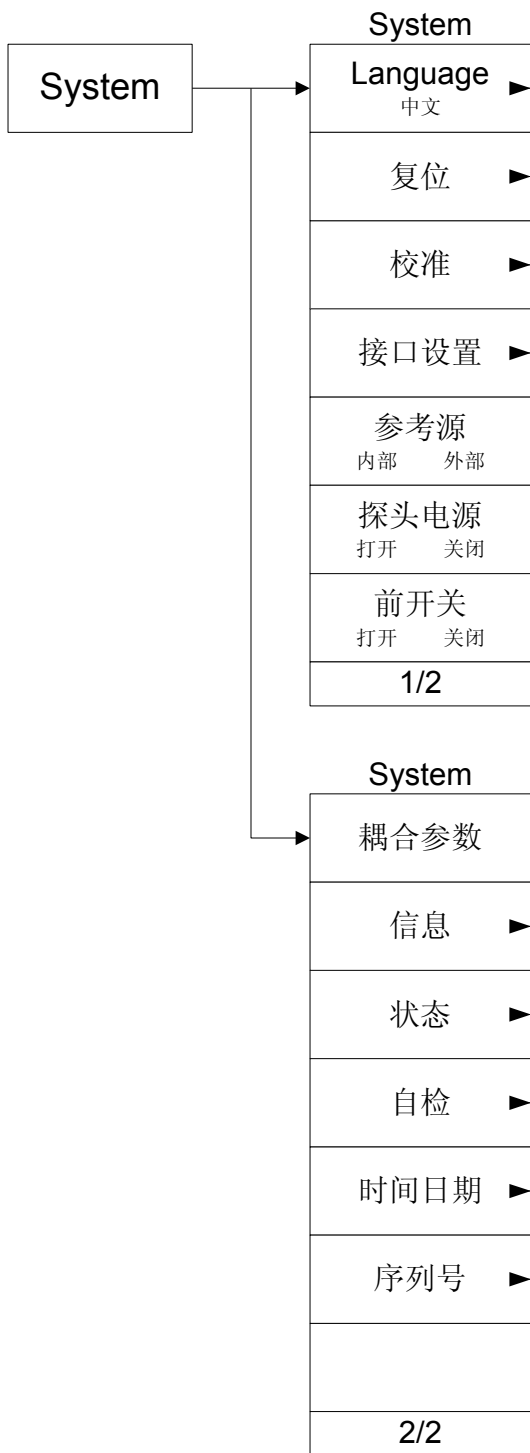 System
System
Language
中文
复位
校准
接口设置
参考源
内部 外部
探头电源
打开 关闭
前开关
打开 关闭
1/2
System
耦合参数
信息
状态
自检
时间日期
序列号
2/2